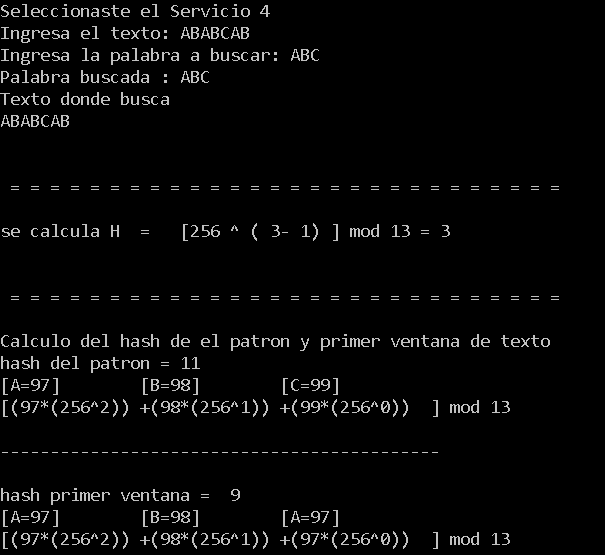 Seleccionaste el Servicio 4
Ingresa el texto: ABABCAB
Ingresa la palabra a buscar: ABC
Palabra buscada : ABC
Texto donde busca
ABABCAB
= = = = = = = = = = = = = = = = = = = = = = = = = = = =
se calcula H  =   [256 ^ ( 3- 1) ] mod 13 = 3
= = = = = = = = = = = = = = = = = = = = = = = = = = = =
Calculo del hash de el patron y primer ventana de texto
hash del patron = 11
[A=97]        [B=98]        [C=99]
[(97*(256^2)) +(98*(256^1)) +(99*(256^0))  ] mod 13
--------------------------------------------
hash primer ventana =  9
[A=97]        [B=98]        [A=97]
[(97*(256^2)) +(98*(256^1)) +(97*(256^0))  ] mod 13